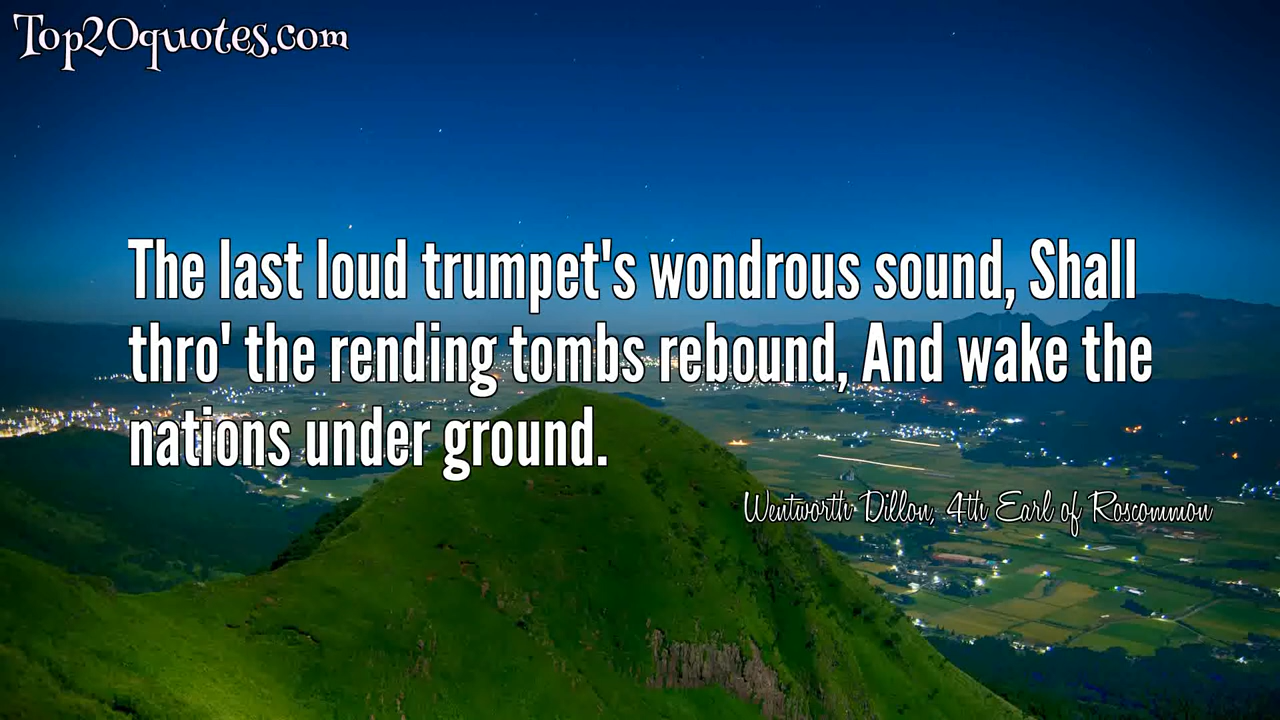 Top20quotes.com
The last loud trumpet's wondrous sound, Shall
thro' the rending tombs rebound, And wake the
nations under ground.
Wentworth Dillon, 4th Earl of Roscommon